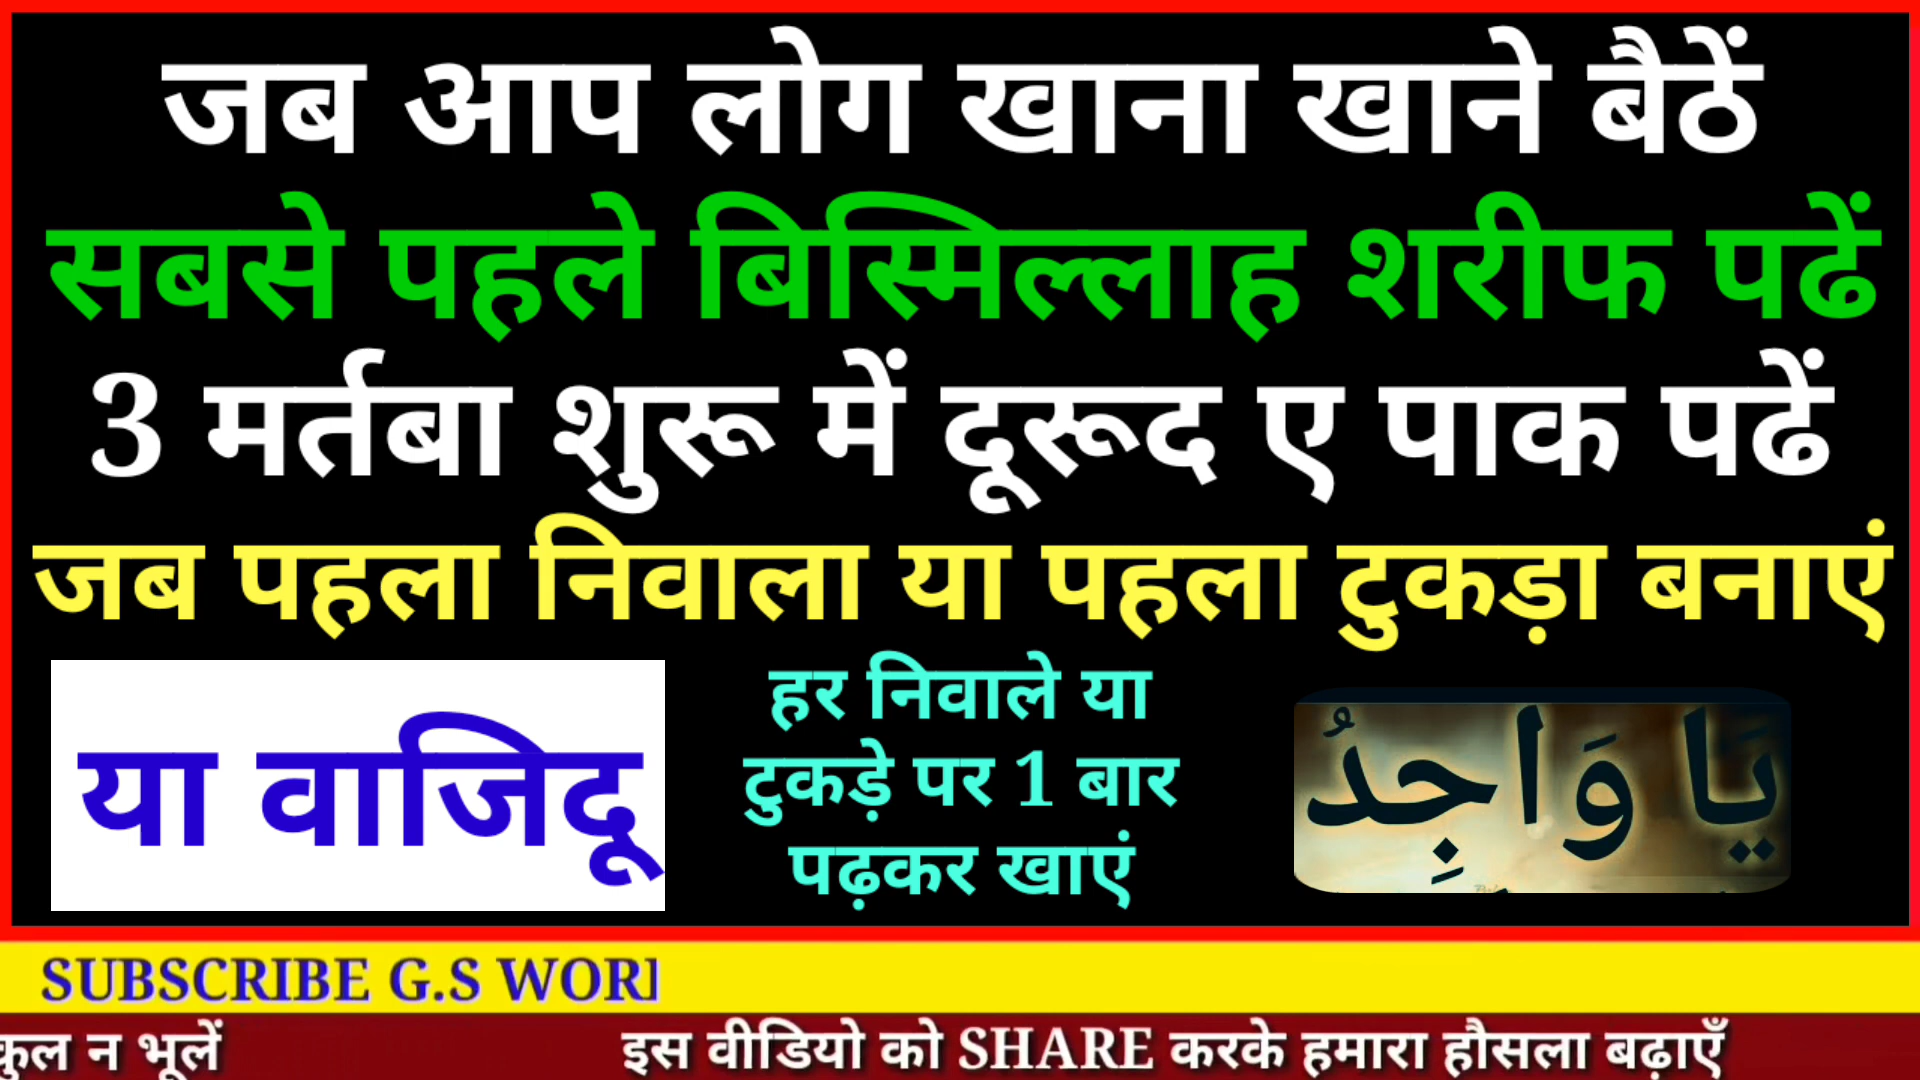 जब आप लोग खाना खाने बैठें
सबसे पहले बिस्मिल्लाह शरीफ पढें
3 मर्तबा शुरू में दूरूद ए पाक पढें
जब पहला निवाला या पहला टुकड़ा बनाएं
या वाजिदू
हर निवाले या
टुकड़े पर 1 बार
पढ़कर खाएं
يَا وَاجِدُ
SUBSCRIBE G.S WORL
कुल न भूलें इस वीडियो को SHARE करके हमारा हौसला बढ़ाएँ